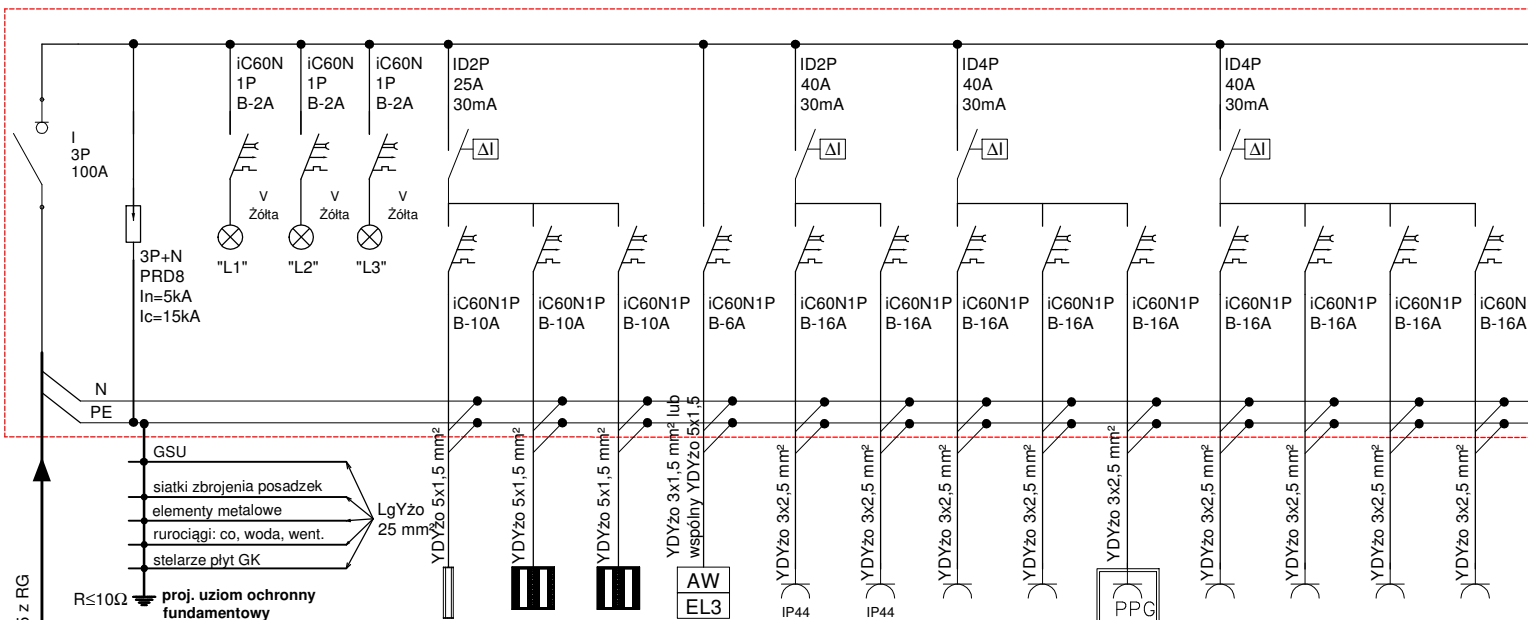 iC60N
1P
B-2A
iC60N
1P
B-2A
iC60N
1P
B-2A
ID2P
25A
30mA
ID2P
40A
30mA
ID4P
40A
30mA
ID4P
40A
30mA
I
3P
100A
ΔI
ΔI
ΔI
ΔI
V
Żółta
V
Żółta
V
Żółta
"L1"
"L2"
"L3"
3P+N
PRD8
In=5kA
Ic=15kA
iC60N1P
B-10A
iC60N1P
B-10A
iC60N1P
B-10A
iC60N1P
B-6A
iC60N1P
B-16A
iC60N1P
B-16A
iC60N1P
B-16A
iC60N1P
B-16A
iC60N1P
B-16A
iC60N1P
B-16A
iC60N1P
B-16A
iC60N1P
B-16A
iC60N
B-16A
N
PE
GSU
siatki zbrojenia posadzek
elementy metalowe
rurociągi: co, woda, went.
stelarze płyt GK
LgYżo
25 mm²
R≤10Ω
proj. uziom ochronny
fundamentowy
z RG
YDYżo 5x1,5 mm²
YDYżo 5x1,5 mm²
YDYżo 5x1,5 mm²
YDYżo 3x1,5 mm² lub
wspólny YDYżo 5x1,5
YDYżo 3x2,5 mm²
YDYżo 3x2,5 mm²
YDYżo 3x2,5 mm²
YDYżo 3x2,5 mm²
YDYżo 3x2,5 mm²
YDYżo 3x2,5 mm²
YDYżo 3x2,5 mm²
YDYżo 3x2,5 mm²
YDYżo 3x2,5 mm²
AW
EL3
IP44
IP44
PPG